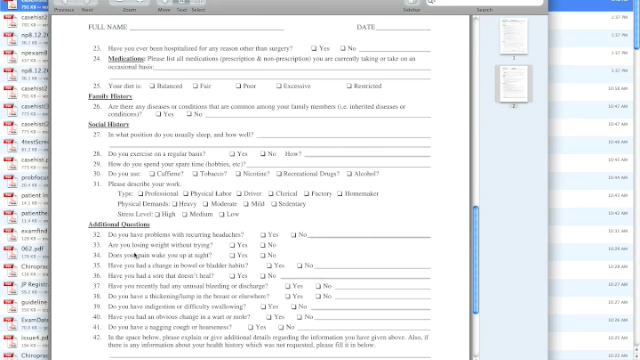 Previous Next Zoom Move Text Select Sidebar Search
FULL NAME DATE
23. Have you ever been hospitalized for any reason other than surgery? Yes No
24. Medications: Please list all medications (prescription & non-prescription) you are currently taking or take on an
occasional basis:
25. Your diet is: Balanced Fair Poor Excessive Restricted
Family History
26. Are there any diseases or conditions that are common among your family members (i.e. inherited diseases or
conditions)? Yes No
Social History
27. In what position do you usually sleep, and how well?
28. Do you exercise on a regular basis? Yes No How?
29. How do you spend your spare time (hobbies, etc)?
30. Do you use: Caffeine? Tobacco? Nicotine? Recreational Drugs? Alcohol?
31. Please describe your work.
Type: Professional Physical Labor Driver Clerical Factory Homemaker
Physical Demands: Heavy Moderate Mild Sedentary
Stress Level: High Medium Low
Additional Questions
32. Do you have problems with recurring headaches? Yes No
33. Are you losing weight without trying? Yes No
34. Does your pain wake you up at night? Yes No
35. Have you had a change in bowel or bladder habits? Yes No
36. Have you had a sore that doesn't heal? Yes No
37. Have you recently had any unusual bleeding or discharge? Yes No
38. Do you have a thickening/lump in the breast or elsewhere? Yes No
39. Do you have indigestion or difficulty swallowing? Yes No
40. Have you had an obvious change in a wart or mole? Yes No
41. Do you have a nagging cough or hoarseness? Yes No
42. In the space below, please explain or give additional details regarding the information you have given above. Also, if
there is any information about your health history which was not requested, please fill it in below.